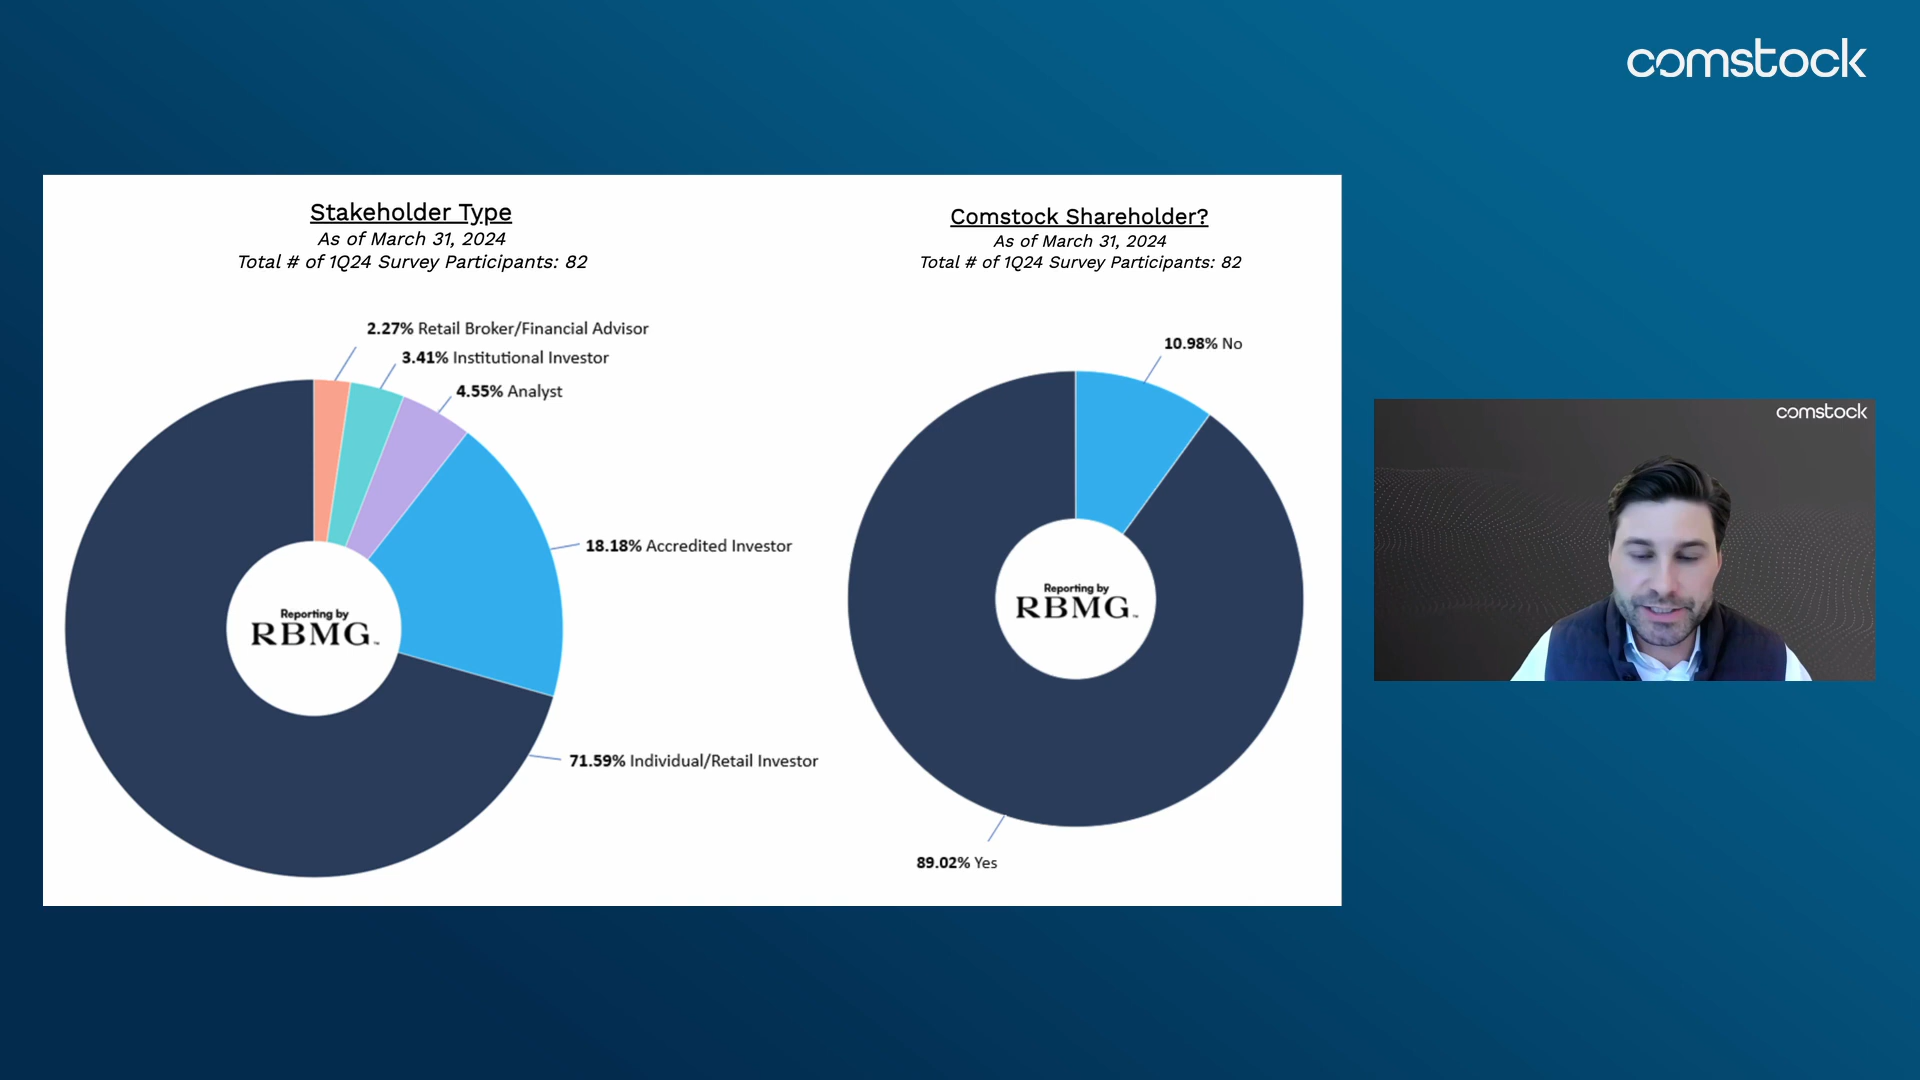 comstock
Stakeholder Type
As of March 31, 2024
Total # of 1Q24 Survey Participants: 82
2.27% Retail Broker/Financial Advisor
3.41% Institutional Investor
4.55% Analyst
18.18% Accredited Investor
71.59% Individual/Retail Investor
Reporting by
RBMG™
Comstock Shareholder?
As of March 31, 2024
Total # of 1Q24 Survey Participants: 82
10.98% No
Reporting by
RBMG™
89.02% Yes
comstock